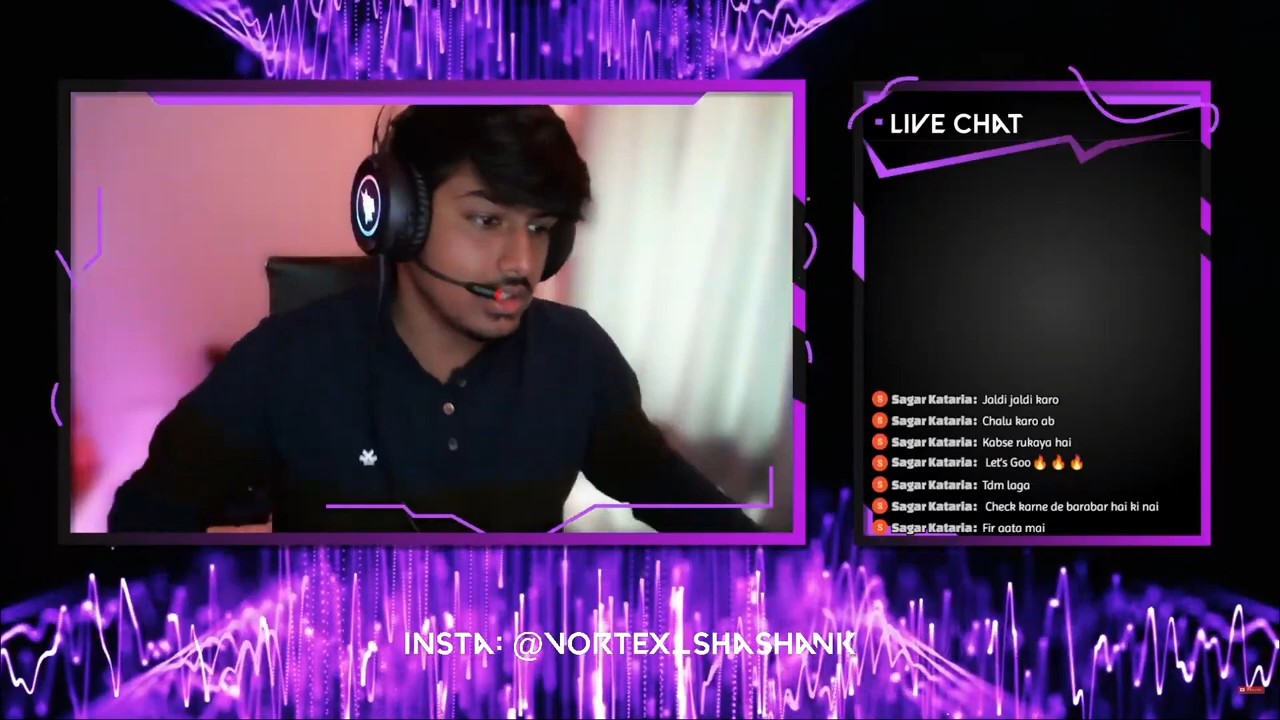 LIVE CHAT
Sagar Kataria: Jaldi jaldi karo
Sagar Kataria: Chalu karo ab
Sagar Kataria: Kabse rukaya hai
Sagar Kataria: Let's Goo🔥🔥🔥
Sagar Kataria: Tdm laga
Sagar Kataria: Check karne de barabar hai ki nai
Sagar Kataria: Fir aata mai
INSTA: @VORTEX_SHASHANK